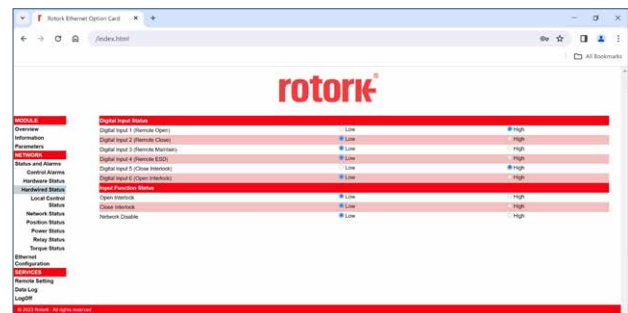 Rotork Ethernet Option Card
/index.html
All Bookmarks
rotork
MODULE
Overview
Information
Parameters
NETWORK
Status and Alarms
Control Alarms
Hardware Status
Hardwired Status
Local Control
Status
Network Status
Position Status
Power Status
Relay Status
Torque Status
Ethernet
Configuration
SERVICES
Remote Setting
Data Log
LogOff
Digital Input Status
Digital Input 1 (Remote Open) Low High
Digital Input 2 (Remote Close) Low High
Digital Input 3 (Remote Maintain) Low High
Digital Input 4 (Remote ESD) Low High
Digital Input 5 (Close Interlock) Low High
Digital Input 6 (Open Interlock) Low High
Input Function Status
Open Interlock Low High
Close Interlock Low High
Network Disable Low High
© 2023 Rotork - All rights reserved